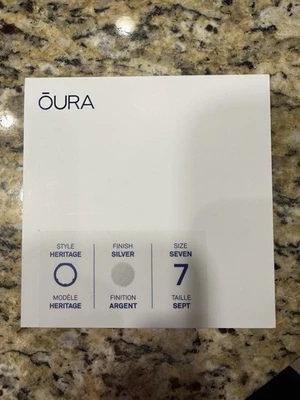 ŌURA
STYLE
HERITAGE
MODÈLE
HERITAGE
FINISH
SILVER
FINITION
ARGENT
SIZE
SEVEN
7
TAILLE
SEPT